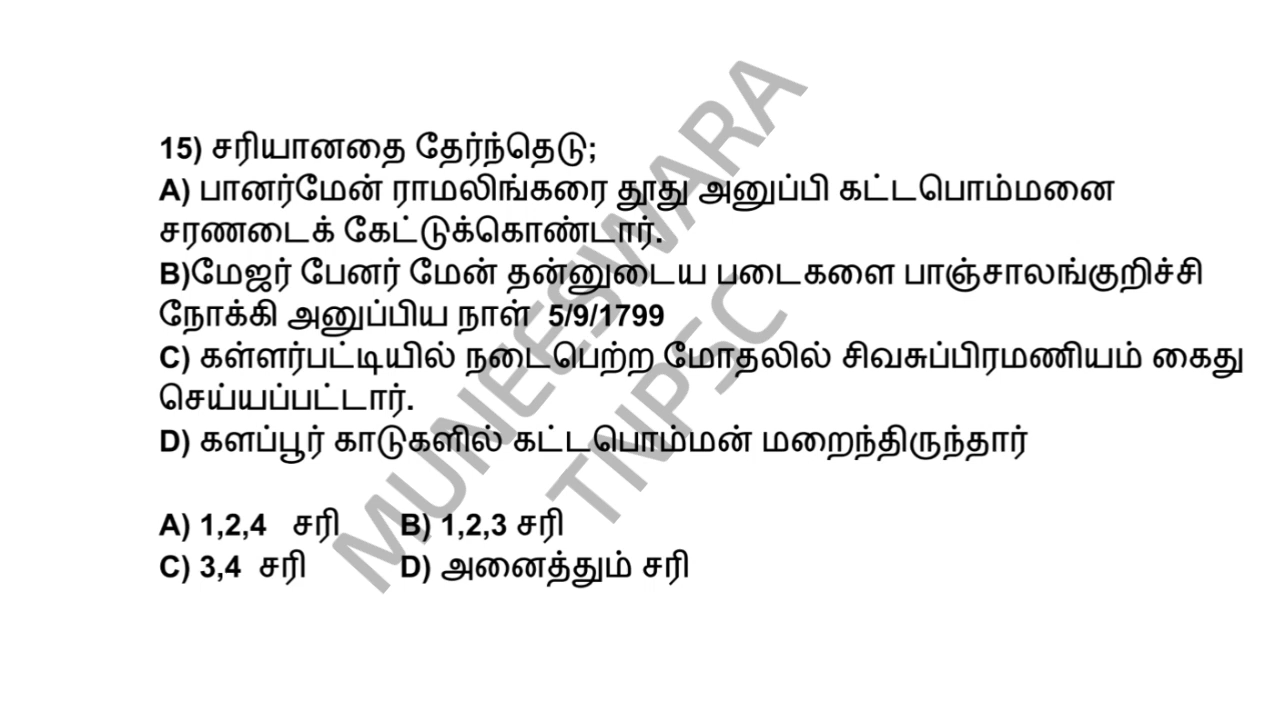 15) சரியானதை தேர்ந்தெடு;
A) பானர்மேன் ராமலிங்கரை தூது அனுப்பி கட்டபொம்மனை
சரணடைக் கேட்டுக்கொண்டார்.
B)மேஜர் பேனர் மேன் தன்னுடைய படைகளை பாஞ்சாலங்குறிச்சி
நோக்கி அனுப்பிய நாள் 5/9/1799
C) கள்ளர்பட்டியில் நடைபெற்ற மோதலில் சிவசுப்பிரமணியம் கைது
செய்யப்பட்டார்.
D) களப்பூர் காடுகளில் கட்டபொம்மன் மறைந்திருந்தார்
A) 1,2,4 சரி B) 1,2,3 சரி
C) 3,4 சரி D) அனைத்தும் சரி
MUNEESWARA
TNPSC